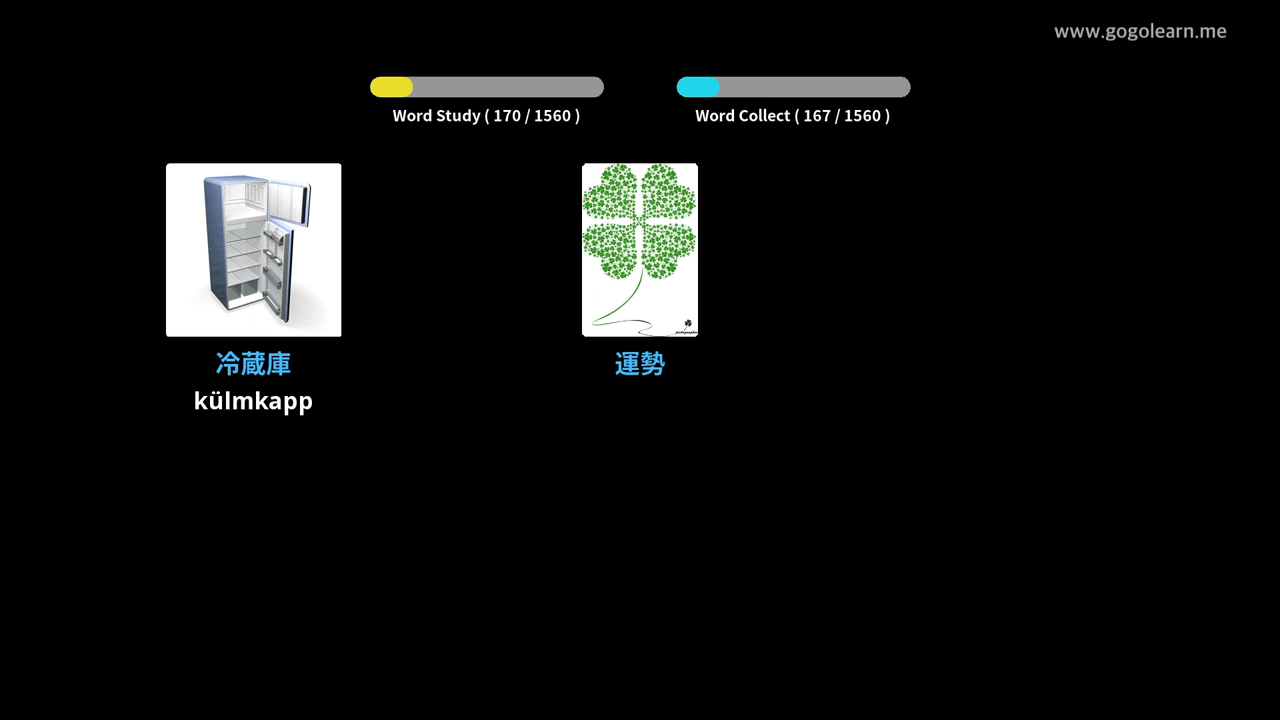 www.gogolearn.me
Word Study ( 170 / 1560 )
Word Collect ( 167 / 1560 )
冷蔵庫
külmkapp
運勢